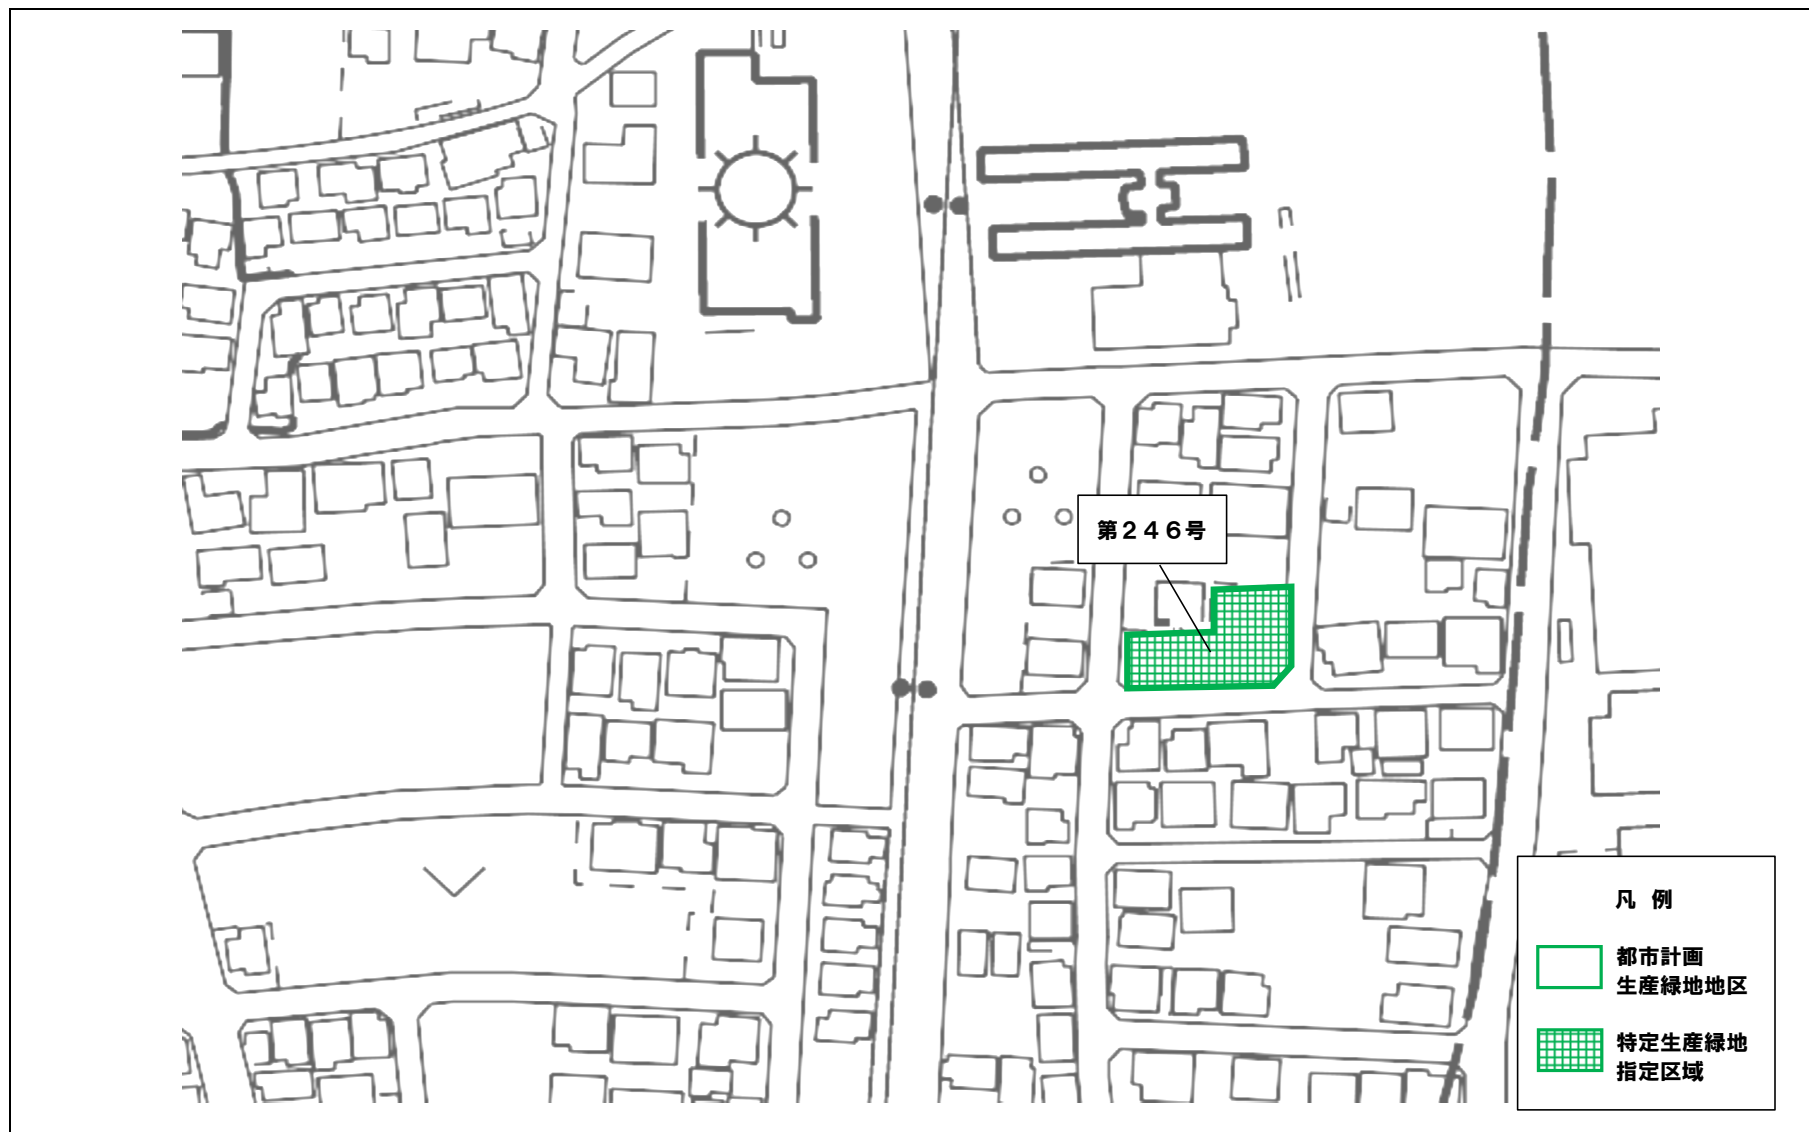 第２４６号
凡 例
都市計画
生産緑地地区
特定生産緑地
指定区域